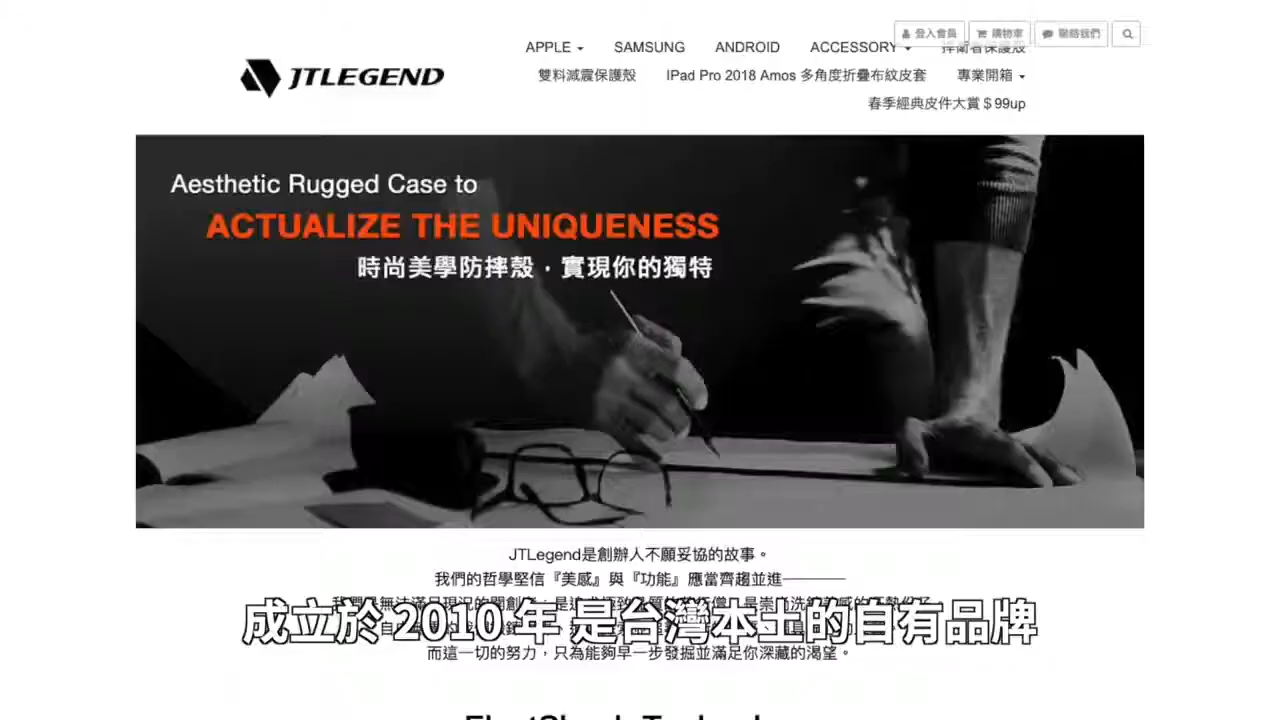 登入會員 購物車 聯絡我們
APPLE SAMSUNG ANDROID ACCESSORY 捍衛者保護殼
JTLEGEND
雙料減震保護殼 IPad Pro 2018 Amos 多角度折疊布紋皮套 專業開箱
春季經典皮件大賞＄99up
Aesthetic Rugged Case to
ACTUALIZE THE UNIQUENESS
時尚美學防摔殼．實現你的獨特
JTLegend是創辦人不願妥協的故事。
我們的哲學堅信『美感』與『功能』應當齊趨並進————
成立於 2010 年 是台灣本土的自有品牌
而這一切的努力，只為能夠早一步發掘並滿足你深藏的渴望。